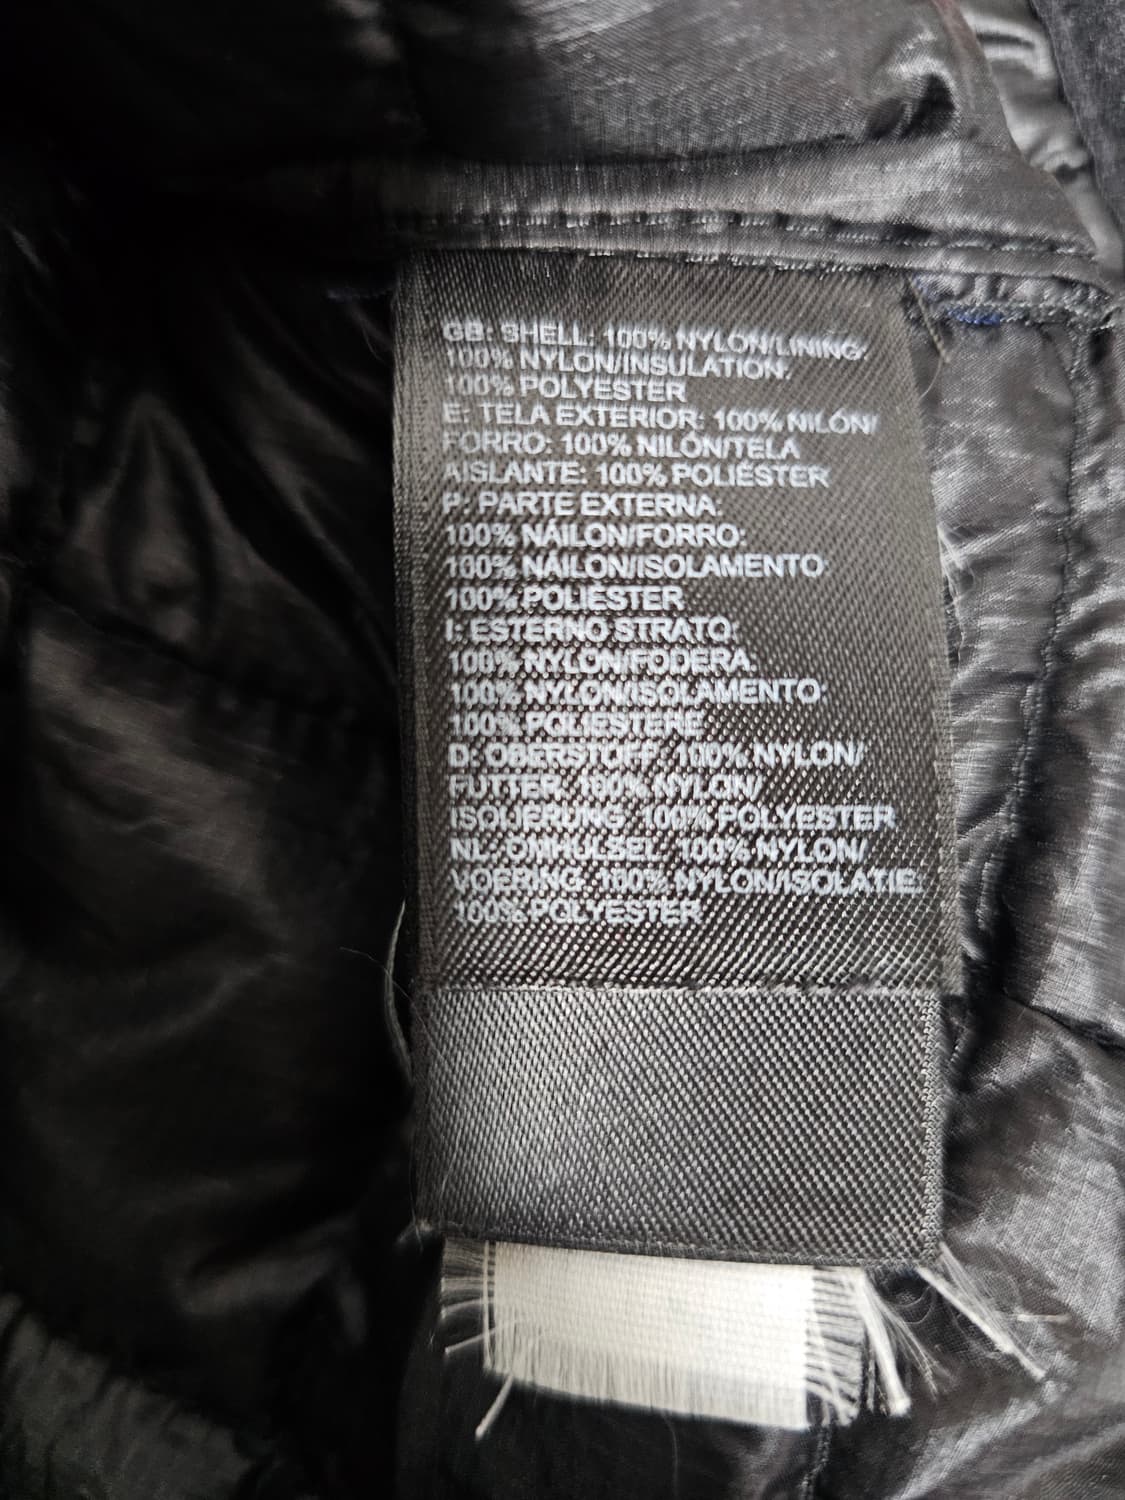 GB: SHELL: 100% NYLON/LINING:
100% NYLON/INSULATION:
100% POLYESTER
E: TELA EXTERIOR: 100% NILÓN/
FORRO: 100% NILÓN/TELA
AISLANTE: 100% POLIÉSTER
P: PARTE EXTERNA:
100% NÁILON/FORRO:
100% NÁILON/ISOLAMENTO:
100% POLIÉSTER
I: ESTERNO STRATO:
100% NYLON/FODERA:
100% NYLON/ISOLAMENTO:
100% POLIESTERE
D: OBERSTOFF: 100% NYLON/
FUTTER: 100% NYLON/
ISOLIERUNG: 100% POLYESTER
NL: OMHULSEL: 100% NYLON/
VOERING: 100% NYLON/ISOLATIE:
100% POLYESTER